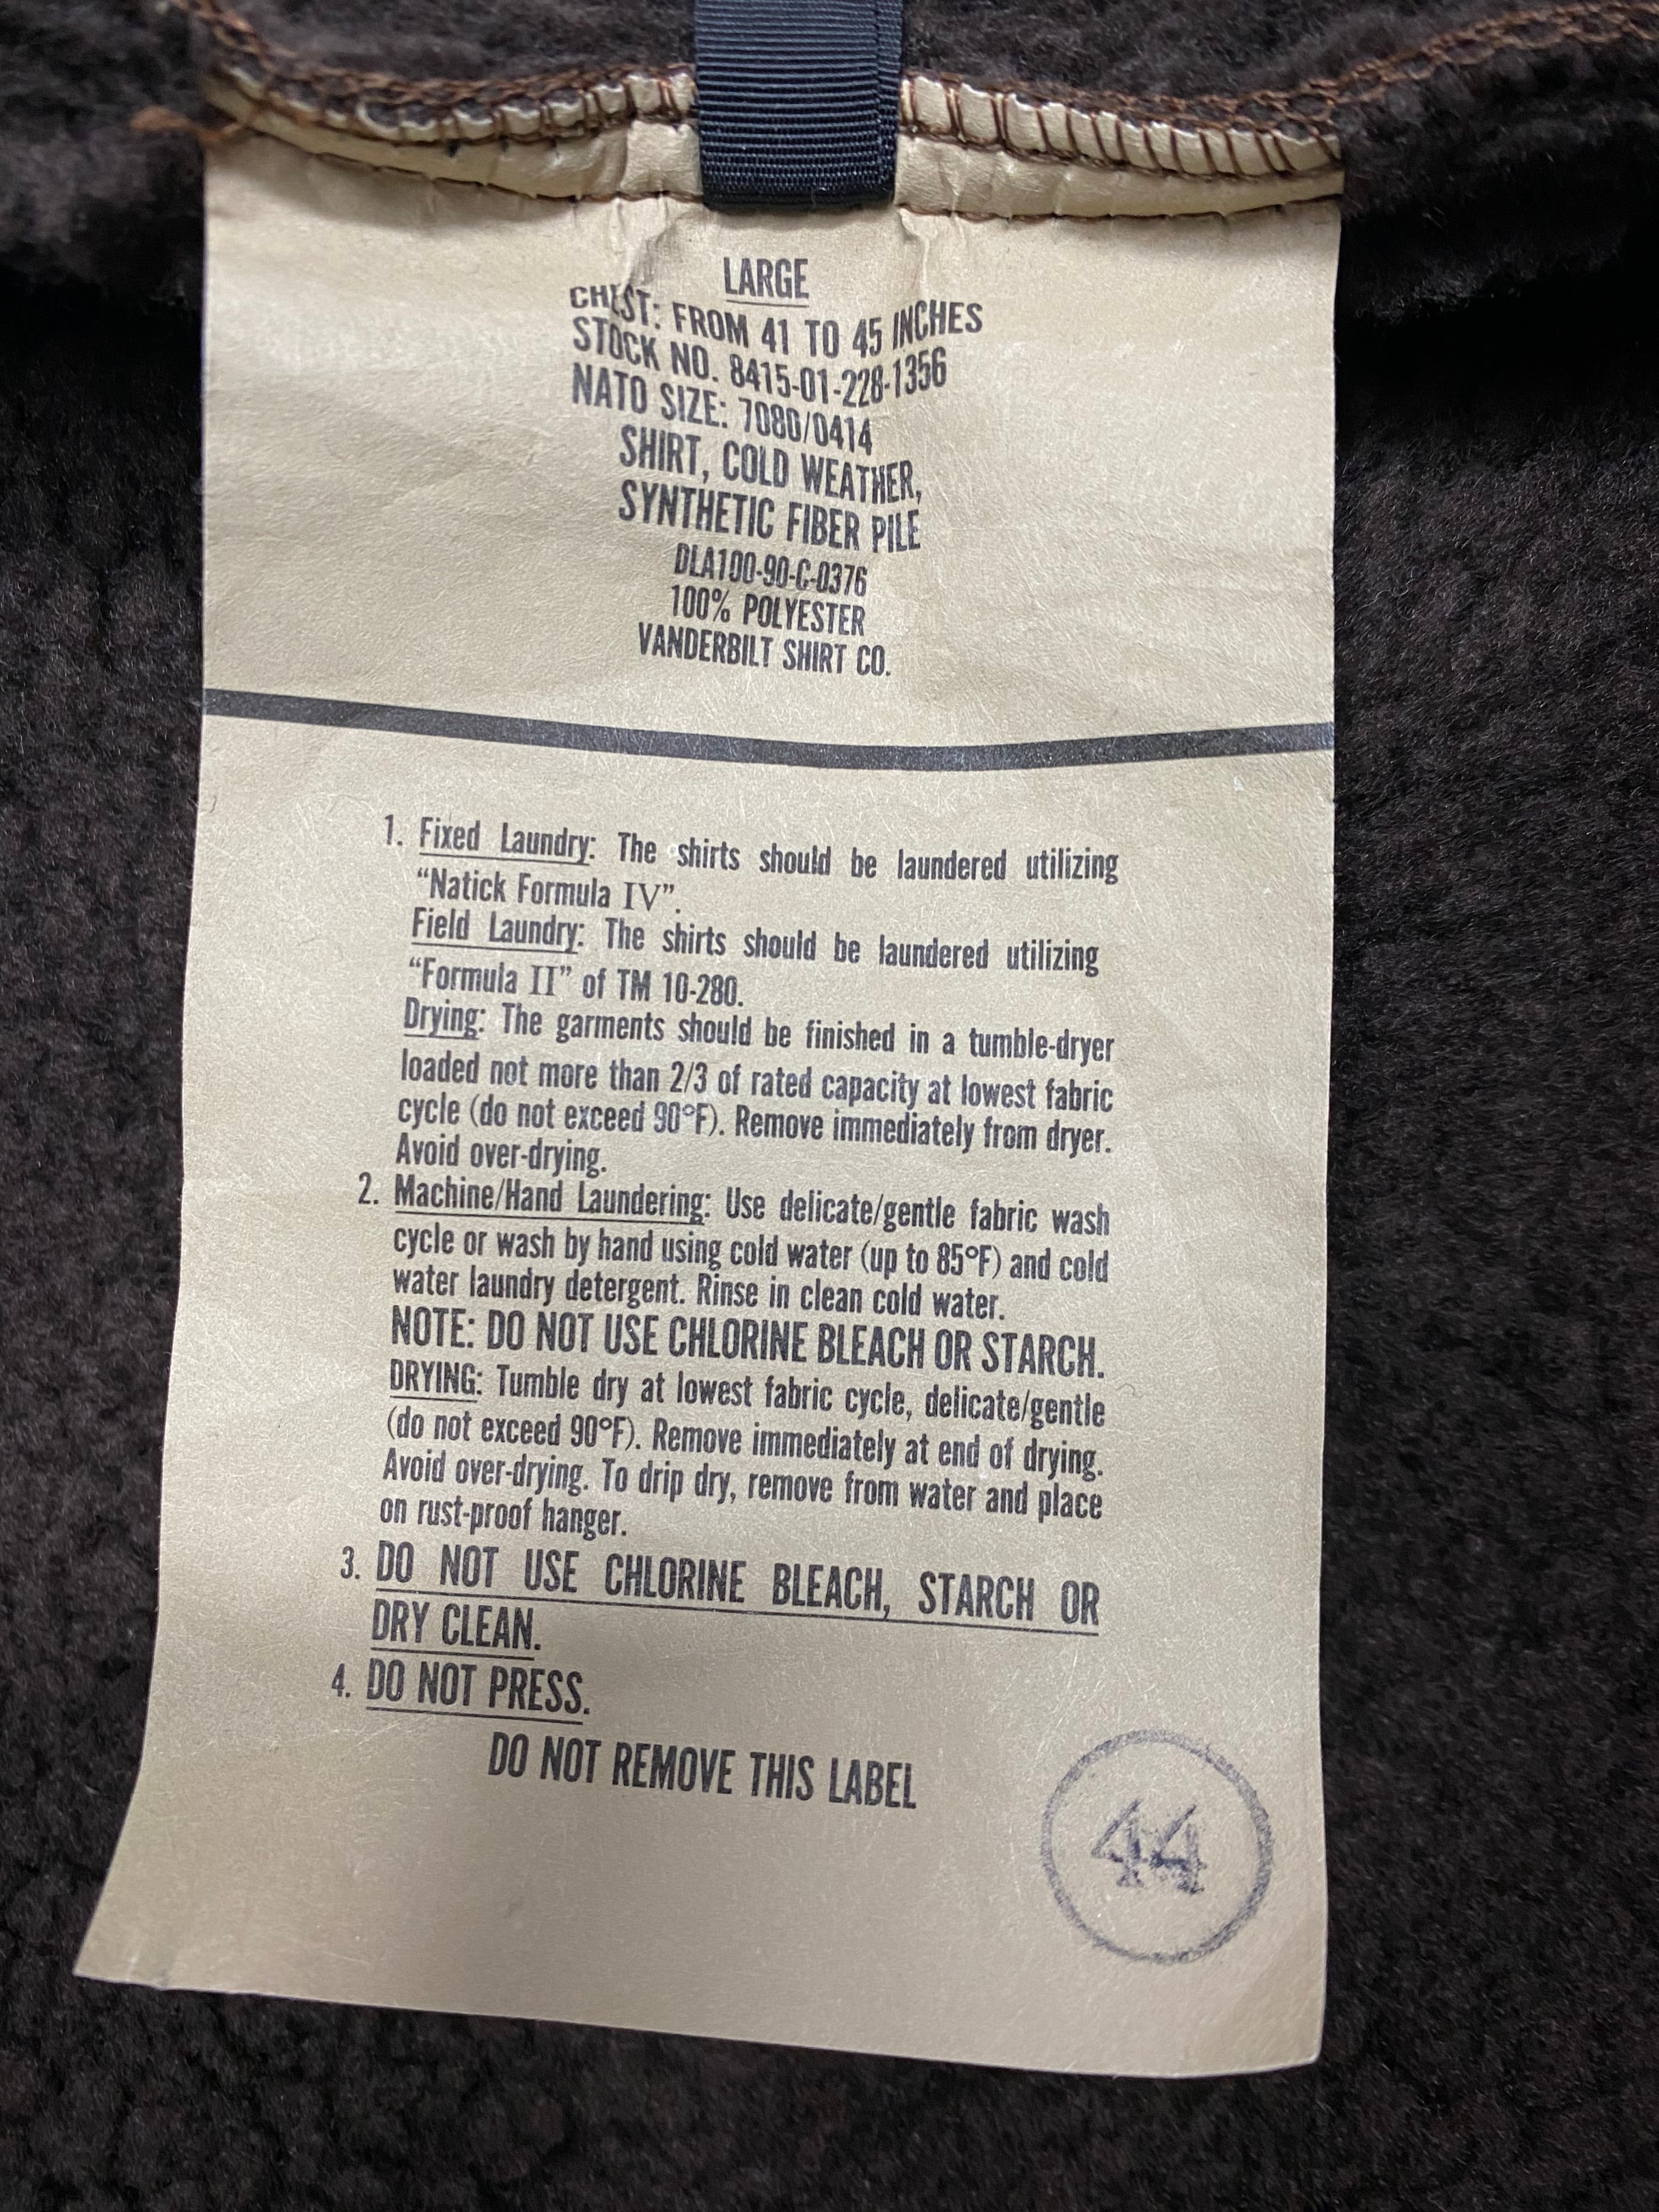 LARGE
CHEST: FROM 41 TO 45 INCHES
STOCK NO. 8415-01-228-1356
NATO SIZE: 7080/0414
SHIRT, COLD WEATHER,
SYNTHETIC FIBER PILE
DLA100-90-C-0376
100% POLYESTER
VANDERBILT SHIRT CO.
1. Fixed Laundry: The shirts should be laundered utilizing
“Natick Formula IV”.
Field Laundry: The shirts should be laundered utilizing
“Formula II” of TM 10-280.
Drying: The garments should be finished in a tumble-dryer
loaded not more than 2/3 of rated capacity at lowest fabric
cycle (do not exceed 90°F). Remove immediately from dryer.
Avoid over-drying.
2. Machine/Hand Laundering: Use delicate/gentle fabric wash
cycle or wash by hand using cold water (up to 85°F) and cold
water laundry detergent. Rinse in clean cold water.
NOTE: DO NOT USE CHLORINE BLEACH OR STARCH.
DRYING: Tumble dry at lowest fabric cycle, delicate/gentle
(do not exceed 90°F). Remove immediately at end of drying.
Avoid over-drying. To drip dry, remove from water and place
on rust-proof hanger.
3. DO NOT USE CHLORINE BLEACH, STARCH OR
DRY CLEAN.
4. DO NOT PRESS.
DO NOT REMOVE THIS LABEL
44